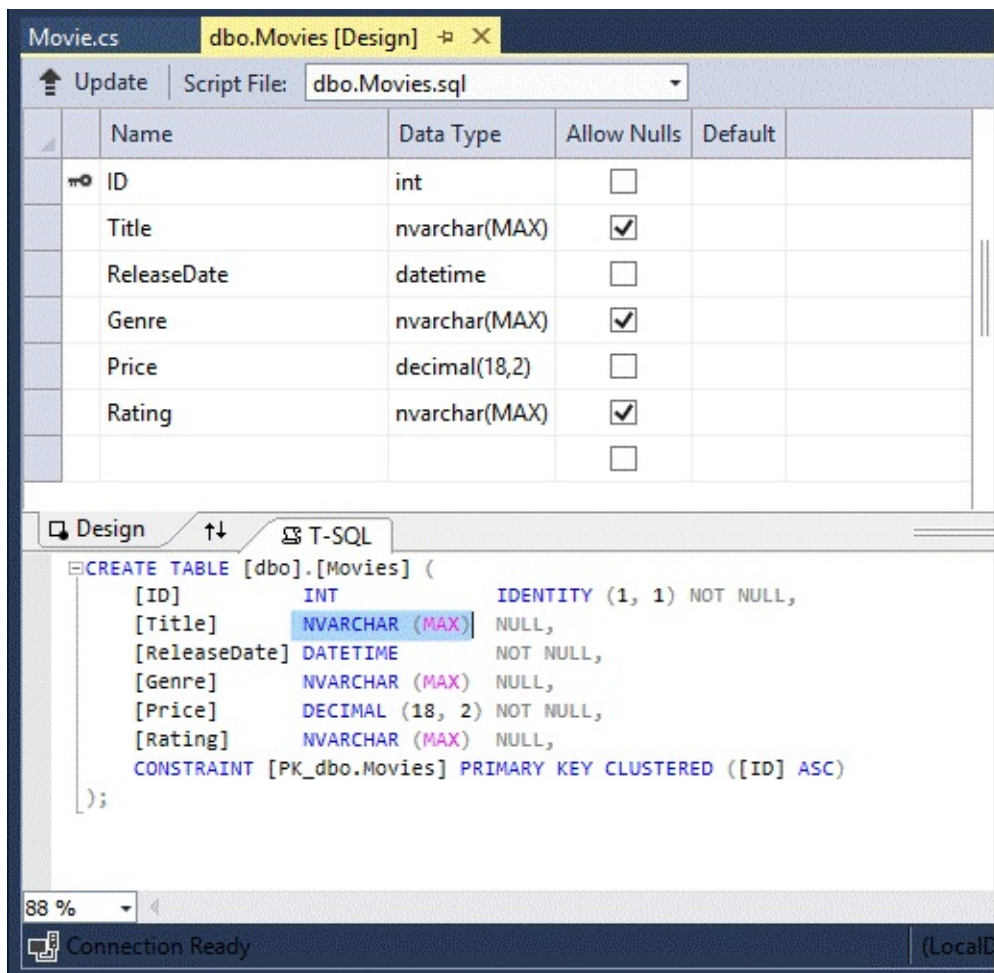 Movie.cs dbo.Movies [Design]
Update Script File: dbo.Movies.sql
Name Data Type Allow Nulls Default
ID int
Title nvarchar(MAX)
ReleaseDate datetime
Genre nvarchar(MAX)
Price decimal(18,2)
Rating nvarchar(MAX)
Design T-SQL
CREATE TABLE [dbo].[Movies] (
[ID] INT IDENTITY (1, 1) NOT NULL,
[Title] NVARCHAR (MAX) NULL,
[ReleaseDate] DATETIME NOT NULL,
[Genre] NVARCHAR (MAX) NULL,
[Price] DECIMAL (18, 2) NOT NULL,
[Rating] NVARCHAR (MAX) NULL,
CONSTRAINT [PK_dbo.Movies] PRIMARY KEY CLUSTERED ([ID] ASC)
);
88 %
Connection Ready (LocalD